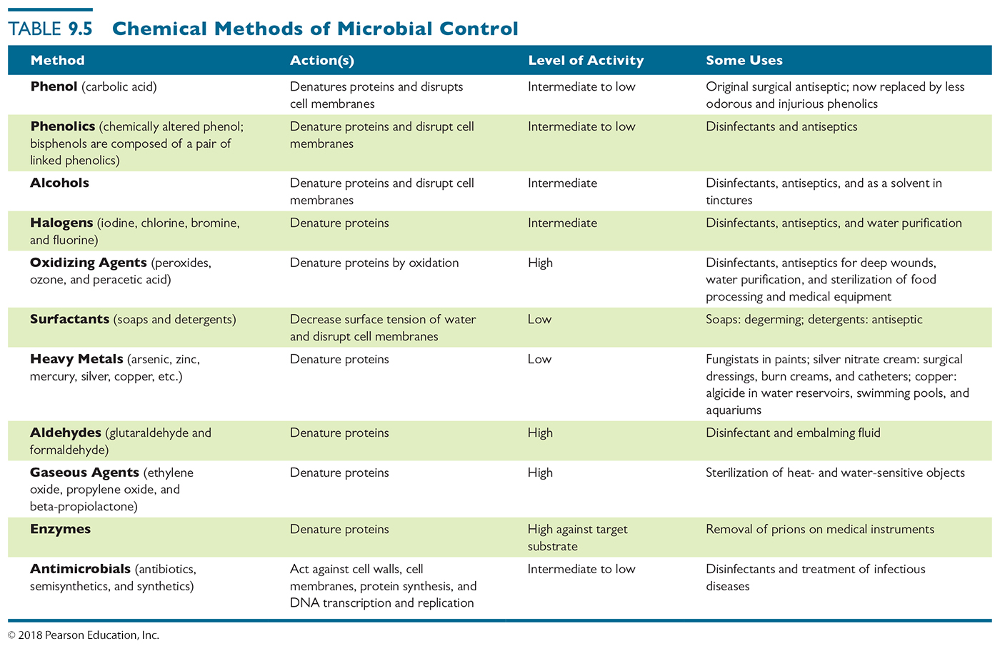 TABLE 9.5 Chemical Methods of Microbial Control
Method Action(s) Level of Activity Some Uses
Phenol (carbolic acid)
Denatures proteins and disrupts
cell membranes
Intermediate to low
Original surgical antiseptic; now replaced by less
odorous and injurious phenolics
Phenolics (chemically altered phenol;
bisphenols are composed of a pair of
linked phenolics)
Denature proteins and disrupt cell
membranes
Intermediate to low
Disinfectants and antiseptics
Alcohols
Denature proteins and disrupt cell
membranes
Intermediate
Disinfectants, antiseptics, and as a solvent in
tinctures
Halogens (iodine, chlorine, bromine,
and fluorine)
Denature proteins
Intermediate
Disinfectants, antiseptics, and water purification
Oxidizing Agents (peroxides,
ozone, and peracetic acid)
Denature proteins by oxidation
High
Disinfectants, antiseptics for deep wounds,
water purification, and sterilization of food
processing and medical equipment
Surfactants (soaps and detergents)
Decrease surface tension of water
and disrupt cell membranes
Low
Soaps: degerming; detergents: antiseptic
Heavy Metals (arsenic, zinc,
mercury, silver, copper, etc.)
Denature proteins
Low
Fungistats in paints; silver nitrate cream: surgical
dressings, burn creams, and catheters; copper:
algicide in water reservoirs, swimming pools, and
aquariums
Aldehydes (glutaraldehyde and
formaldehyde)
Denature proteins
High
Disinfectant and embalming fluid
Gaseous Agents (ethylene
oxide, propylene oxide, and
beta-propiolactone)
Denature proteins
High
Sterilization of heat- and water-sensitive objects
Enzymes
Denature proteins
High against target
substrate
Removal of prions on medical instruments
Antimicrobials (antibiotics,
semisynthetics, and synthetics)
Act against cell walls, cell
membranes, protein synthesis, and
DNA transcription and replication
Intermediate to low
Disinfectants and treatment of infectious
diseases
© 2018 Pearson Education, Inc.